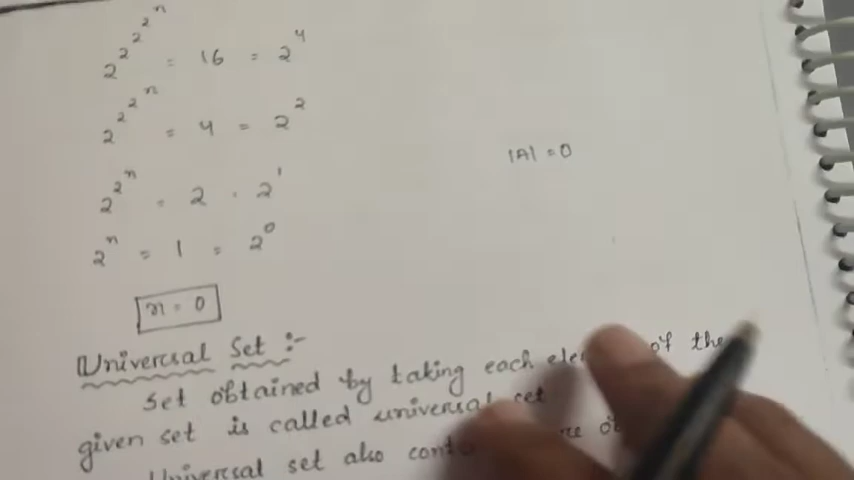 2^2^2^2^n = 16 = 2^4
2^2^2^n = 4 = 2^2
|A| = 0
2^2^n = 2 = 2^1
2^n = 1 = 2^0
n = 0
Universal Set :-
Set obtained by taking each of the
given set is called universal set
Universal set also